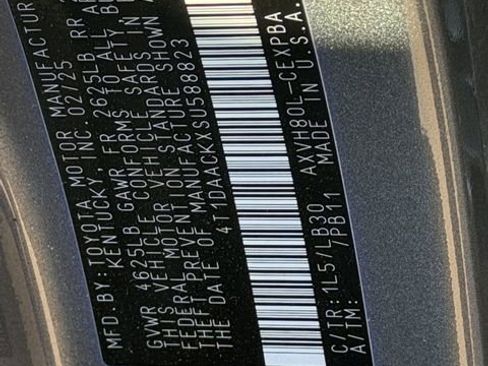 MFD. BY: TOYOTA MOTOR MANUFACTUR
KENTUCKY, INC. 02/25
GVWR 4625LB GAWR FR 2625LB RR
THIS VEHICLE CONFORMS TO ALL
FEDERAL MOTOR VEHICLE SAFETY BU
THEFT PREVENTION STANDARDS IN
THE DATE OF MANUFACTURE SHOWN A
4T1DAACKXSU588823
C/TR: 1L5/LB30 AXVH80L-CEXPBA
A/TM: /PB11 MADE IN U.S.A.